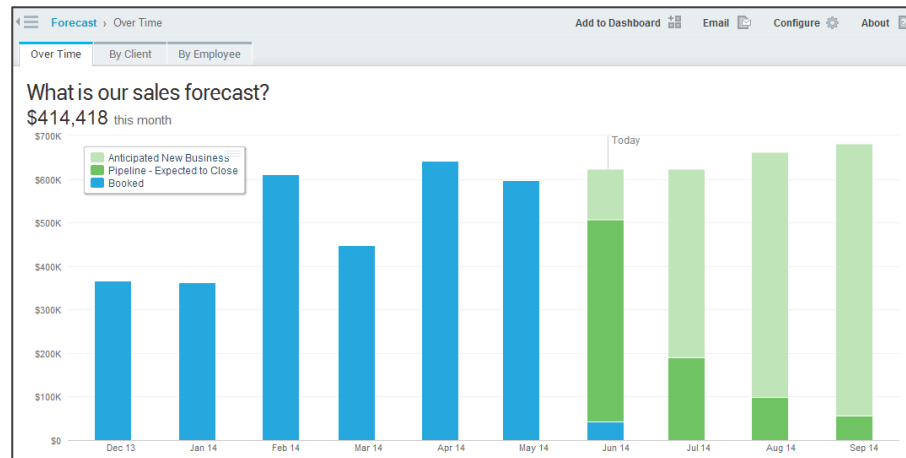 Forecast › Over Time Add to Dashboard Email Configure About
Over Time By Client By Employee
What is our sales forecast?
$414,418 this month
$700K
Today
Anticipated New Business
Pipeline - Expected to Close
Booked
$600K
$500K
$400K
$300K
$200K
$100K
$0
Dec 13 Jan 14 Feb 14 Mar 14 Apr 14 May 14 Jun 14 Jul 14 Aug 14 Sep 14